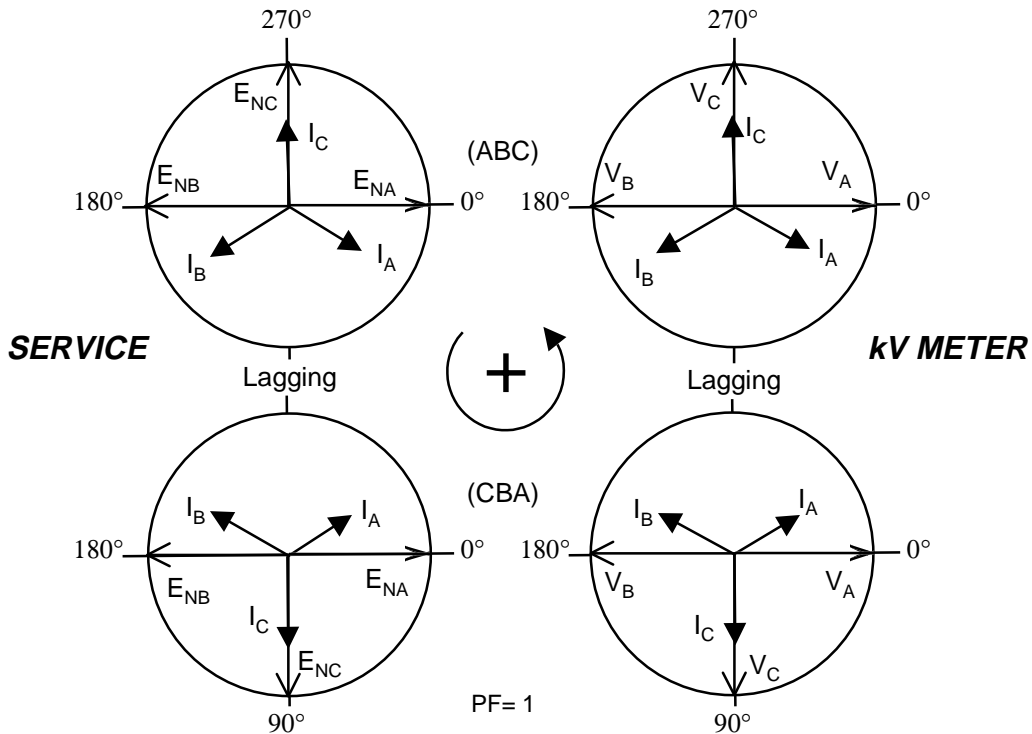 270°
270°
E_NC
V_C
I_C
I_C
(ABC)
E_NB
E_NA
V_B
V_A
180°
0°
180°
0°
I_B
I_A
I_B
I_A
SERVICE
+
kV METER
Lagging
Lagging
(CBA)
I_B
I_A
I_B
I_A
180°
0°
180°
0°
E_NB
E_NA
V_B
V_A
I_C
I_C
E_NC
V_C
PF= 1
90°
90°